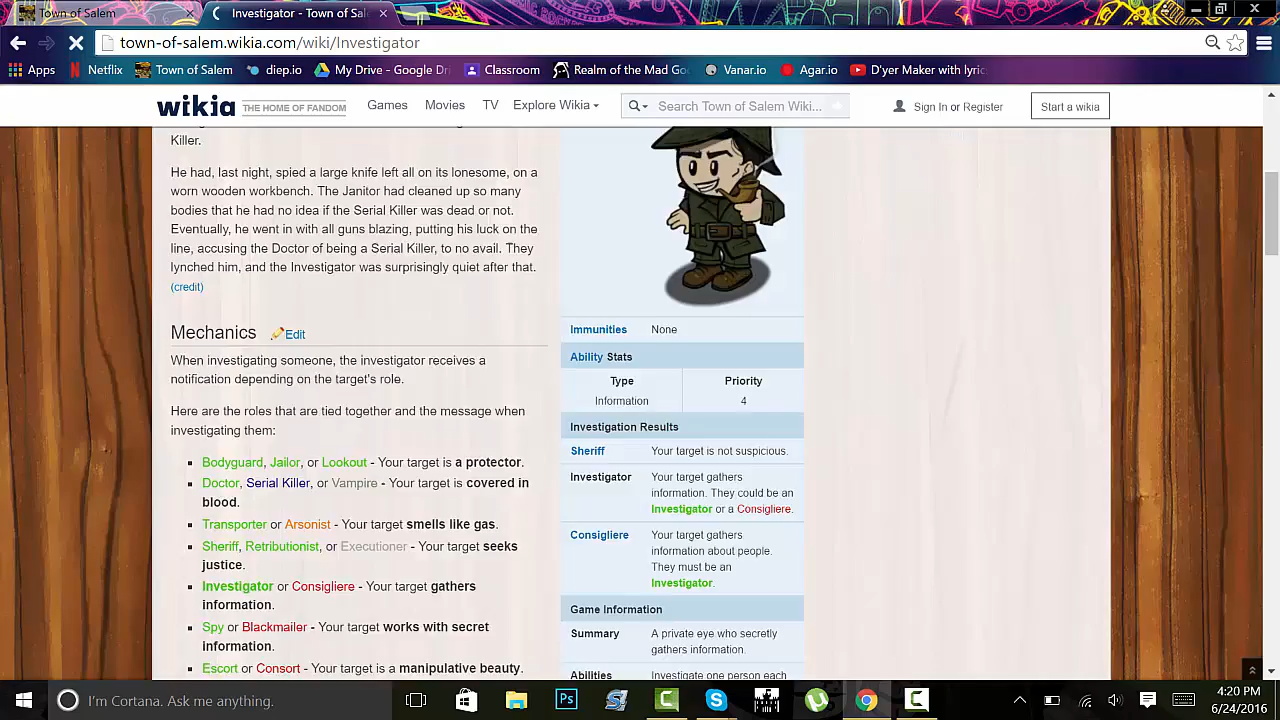 Town of Salem
Investigator - Town of Sal
town-of-salem.wikia.com/wiki/Investigator
Apps
Netflix
Town of Salem
diep.io
My Drive - Google Dr
Classroom
Realm of the Mad Go
Vanar.io
Agar.io
D'yer Maker with lyric
wikia
THE HOME OF FANDOM
Games
Movies
TV
Explore Wikia
Search Town of Salem Wiki...
Sign In or Register
Start a wikia
Killer.
He had, last night, spied a large knife left all on its lonesome, on a
worn wooden workbench. The Janitor had cleaned up so many
bodies that he had no idea if the Serial Killer was dead or not.
Eventually, he went in with all guns blazing, putting his luck on the
line, accusing the Doctor of being a Serial Killer, to no avail. They
lynched him, and the Investigator was surprisingly quiet after that.
(credit)
Mechanics
Edit
When investigating someone, the investigator receives a
notification depending on the target's role.
Here are the roles that are tied together and the message when
investigating them:
Bodyguard, Jailor, or Lookout - Your target is a protector.
Doctor, Serial Killer, or Vampire - Your target is covered in
blood.
Transporter or Arsonist - Your target smells like gas.
Sheriff, Retributionist, or Executioner - Your target seeks
justice.
Investigator or Consigliere - Your target gathers
information.
Spy or Blackmailer - Your target works with secret
information.
Escort or Consort - Your target is a manipulative beauty.
Immunities
None
Ability Stats
Type
Priority
Information
4
Investigation Results
Sheriff
Your target is not suspicious.
Investigator
Your target gathers
information. They could be an
Investigator or a Consigliere.
Consigliere
Your target gathers
information about people.
They must be an
Investigator.
Game Information
Summary
A private eye who secretly
gathers information.
Abilities
Investigate one person each
I'm Cortana. Ask me anything.
4:20 PM
6/24/2016